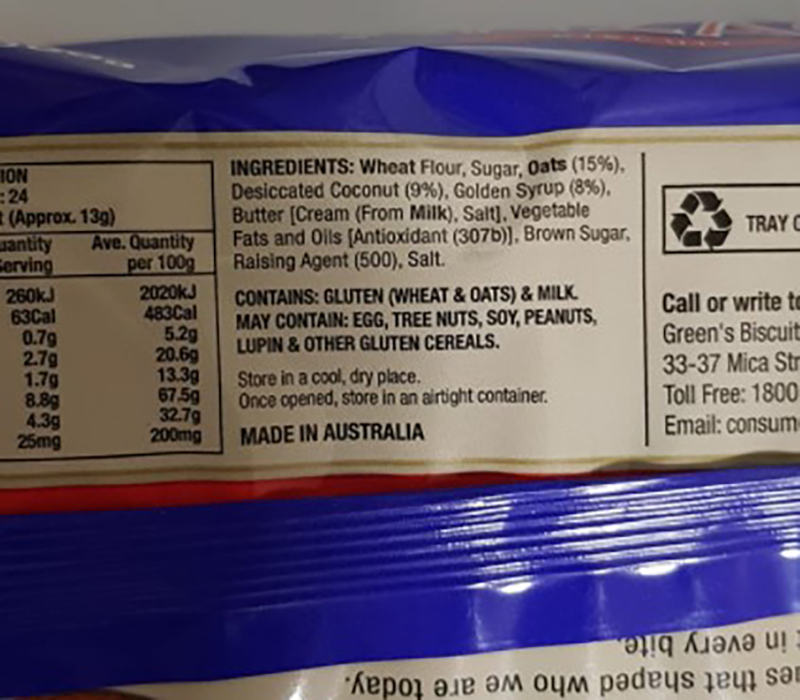 ION
: 24
(Approx. 13g)
uantity Ave. Quantity
Serving per 100g
260kJ 2020kJ
63Cal 483Cal
0.7g 5.2g
2.7g 20.6g
1.7g 13.3g
8.8g 67.5g
4.3g 32.7g
25mg 200mg
INGREDIENTS: Wheat Flour, Sugar, Oats (15%),
Desiccated Coconut (9%), Golden Syrup (8%),
Butter [Cream (From Milk), Salt], Vegetable
Fats and Oils [Antioxidant (307b)], Brown Sugar,
Raising Agent (500), Salt.
CONTAINS: GLUTEN (WHEAT & OATS) & MILK.
MAY CONTAIN: EGG, TREE NUTS, SOY, PEANUTS,
LUPIN & OTHER GLUTEN CEREALS.
Store in a cool, dry place.
Once opened, store in an airtight container.
MADE IN AUSTRALIA
TRAY
Call or write to
Green's Biscuit
33-37 Mica Str
Toll Free: 1800
Email: consum
es that shaped who we are today.
t in every bite.